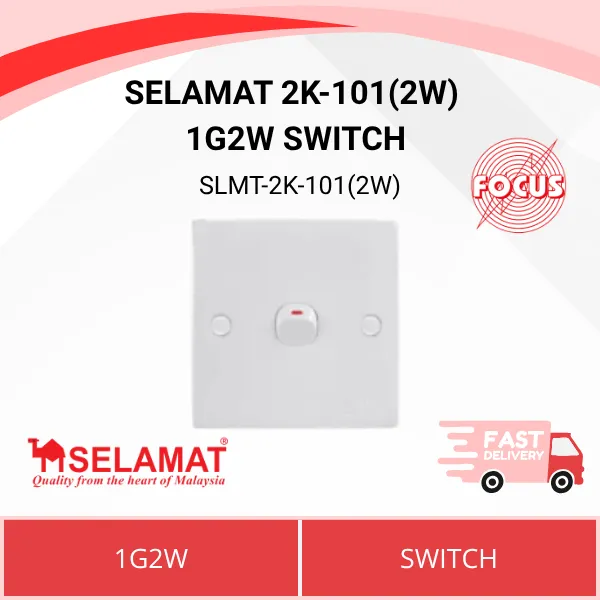 SELAMAT 2K-101(2W)
1G2W SWITCH
SLMT-2K-101(2W)
FOCUS
SELAMAT®
Quality from the heart of Malaysia
FAST
DELIVERY
1G2W
SWITCH